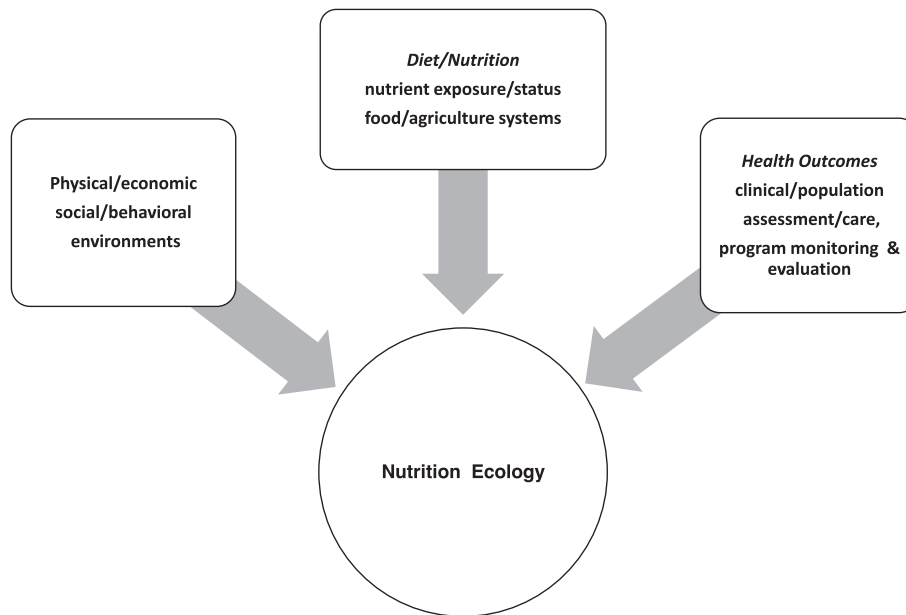 Diet/Nutrition
nutrient exposure/status
food/agriculture systems
Physical/economic
social/behavioral
environments
Health Outcomes
clinical/population
assessment/care,
program monitoring &
evaluation
Nutrition Ecology